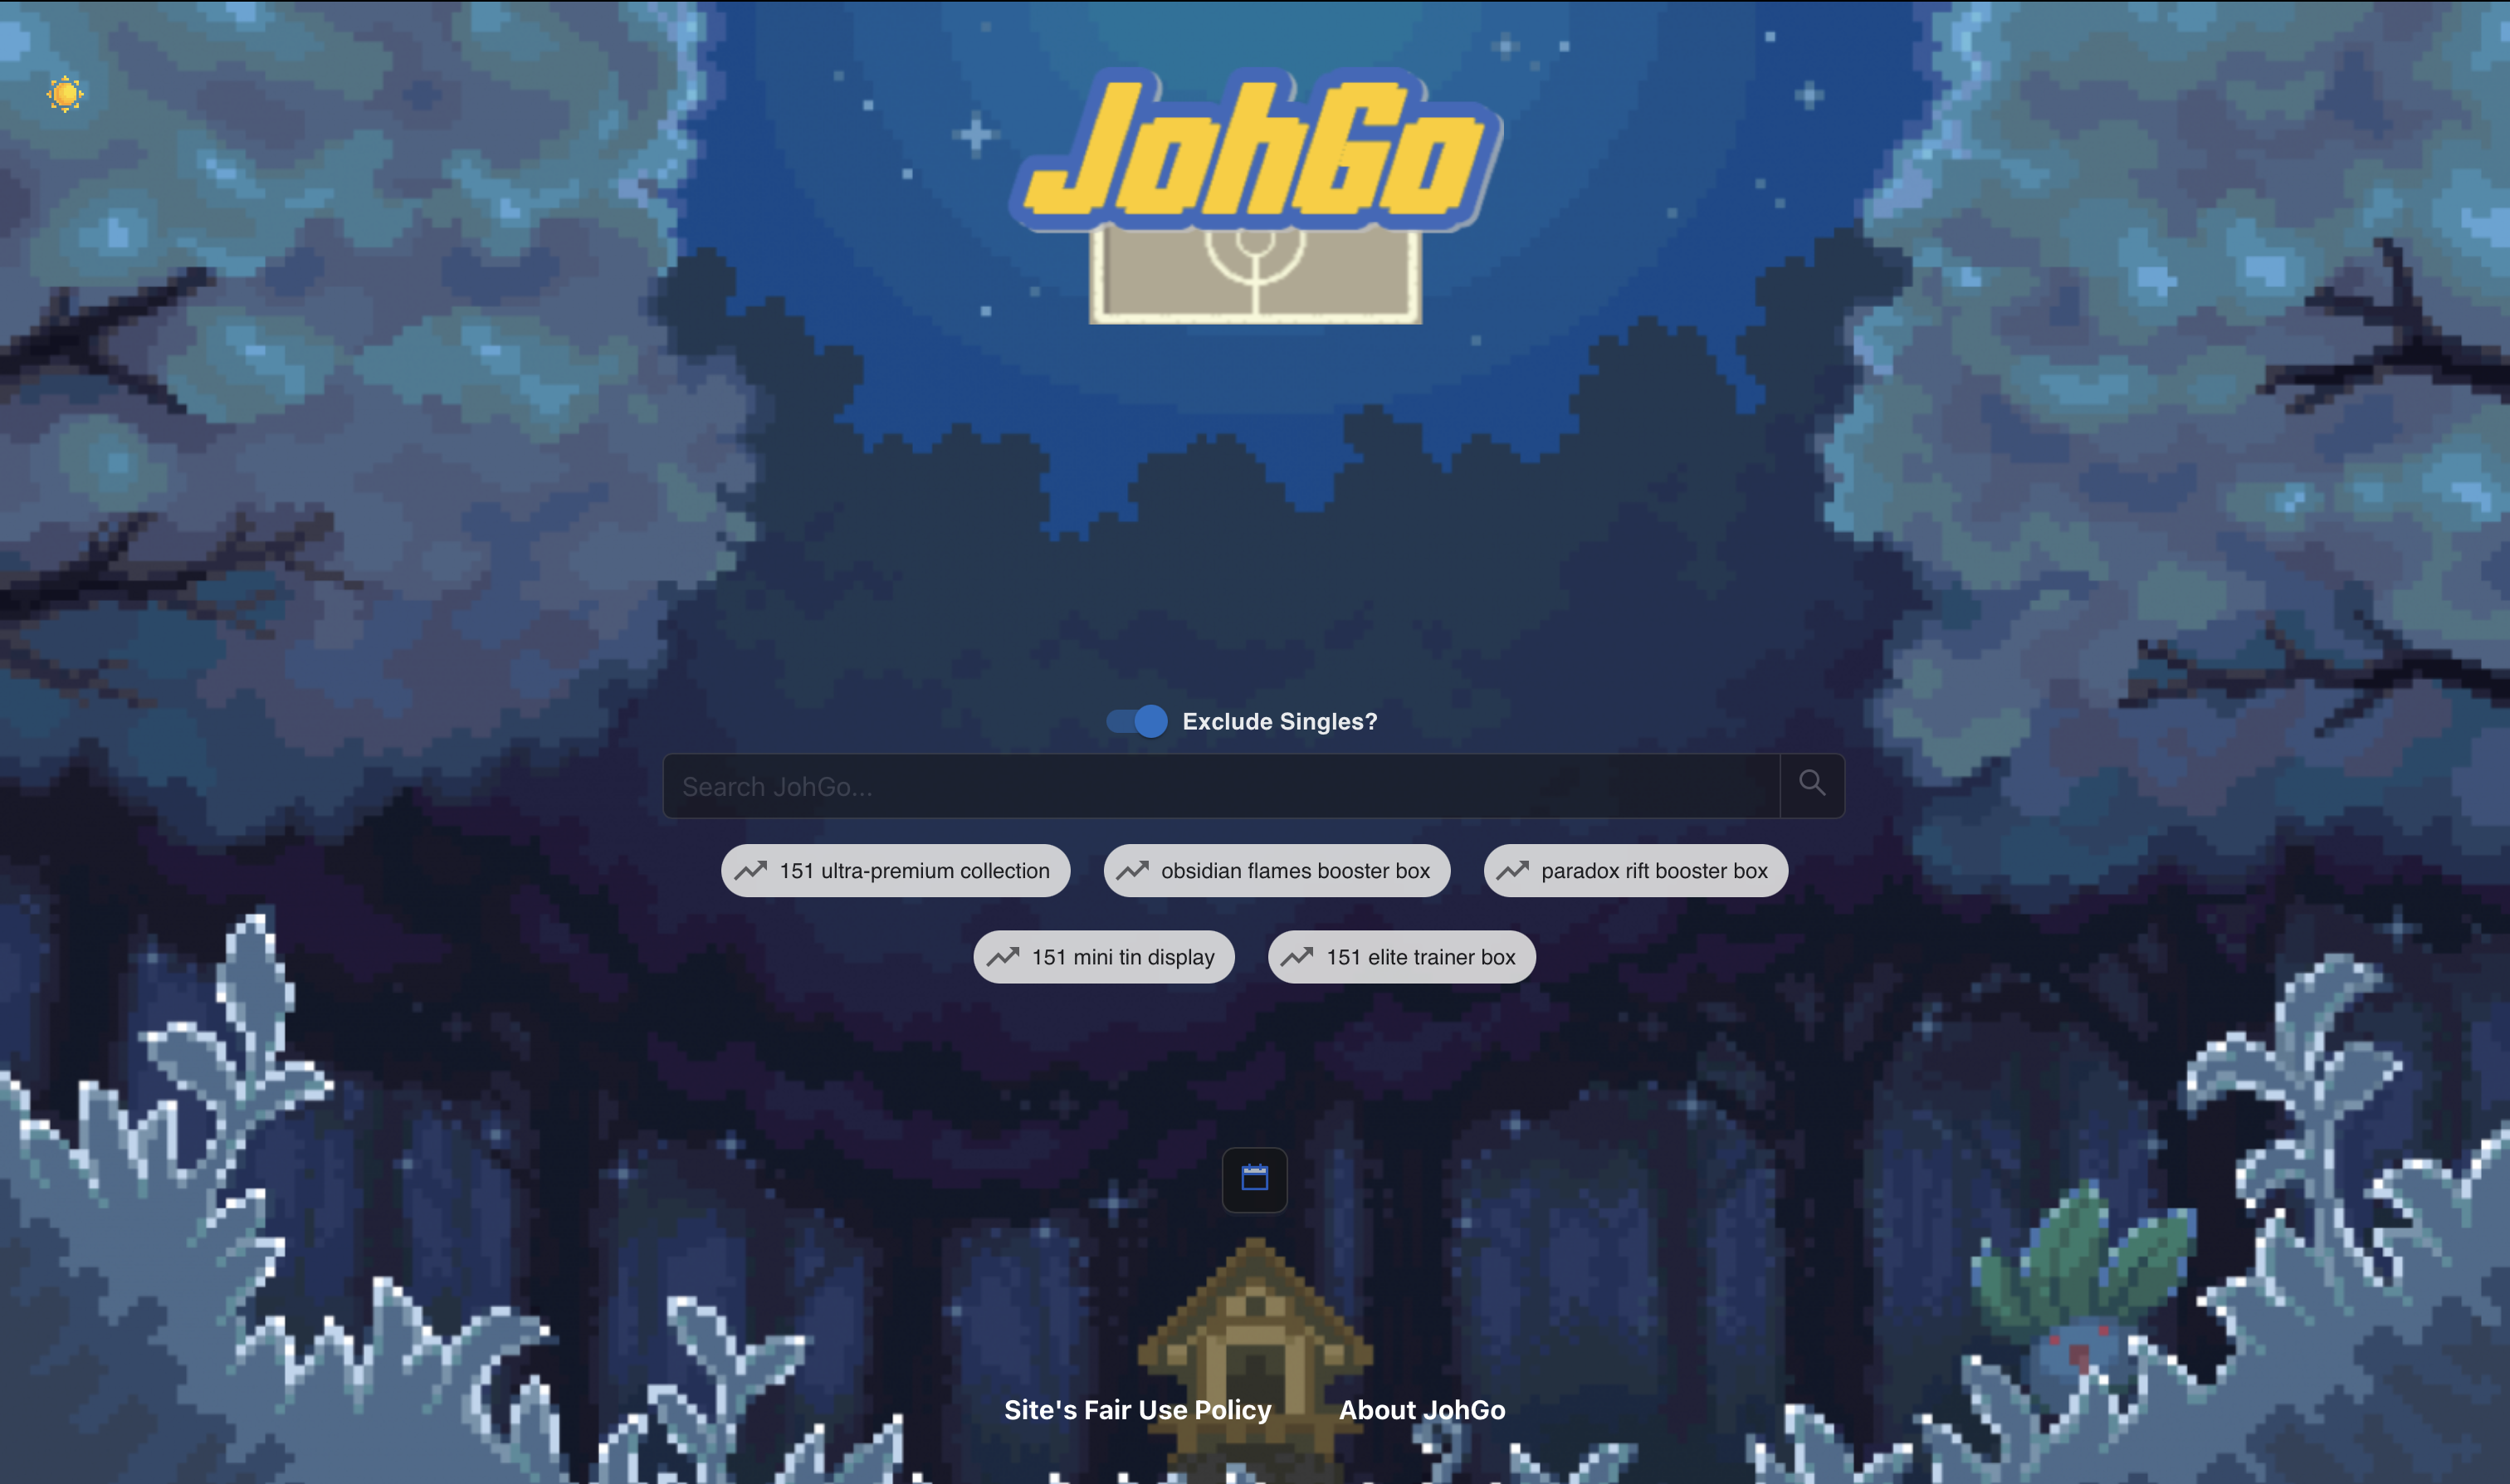 JohGo
Exclude Singles?
Search JohGo...
151 ultra-premium collection
obsidian flames booster box
paradox rift booster box
151 mini tin display
151 elite trainer box
Site's Fair Use Policy
About JohGo